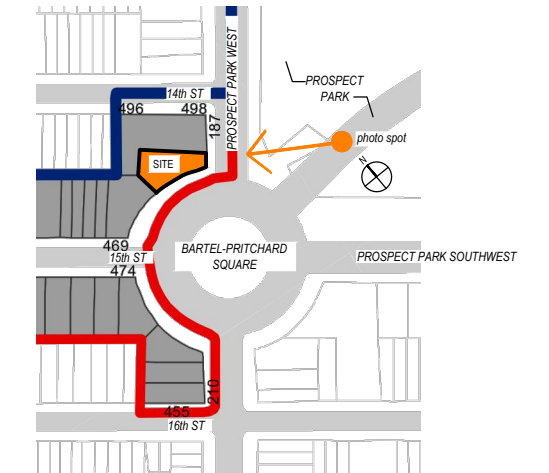 PROSPECT PARK WEST
14th ST
496
498
187
PROSPECT
PARK
photo spot
SITE
N
469
15th ST
474
BARTEL-PRITCHARD
SQUARE
PROSPECT PARK SOUTHWEST
210
455
16th ST